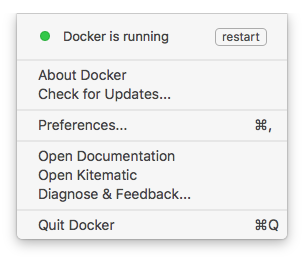 Docker is running restart
About Docker
Check for Updates...
Preferences... ⌘,
Open Documentation
Open Kitematic
Diagnose & Feedback...
Quit Docker ⌘Q